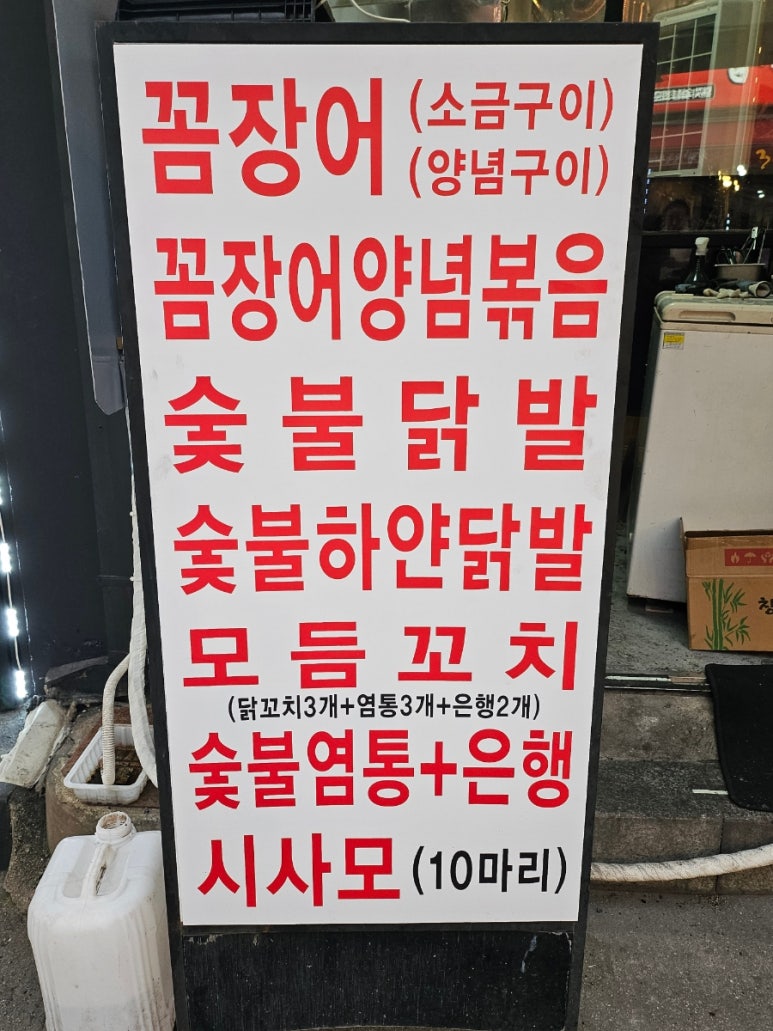 꼼장어 (소금구이)
(양념구이)
꼼장어양념볶음
숯불닭발
숯불하얀닭발
모듬꼬치
(닭꼬치3개+염통3개+은행2개)
숯불염통+은행
시사모 (10마리)